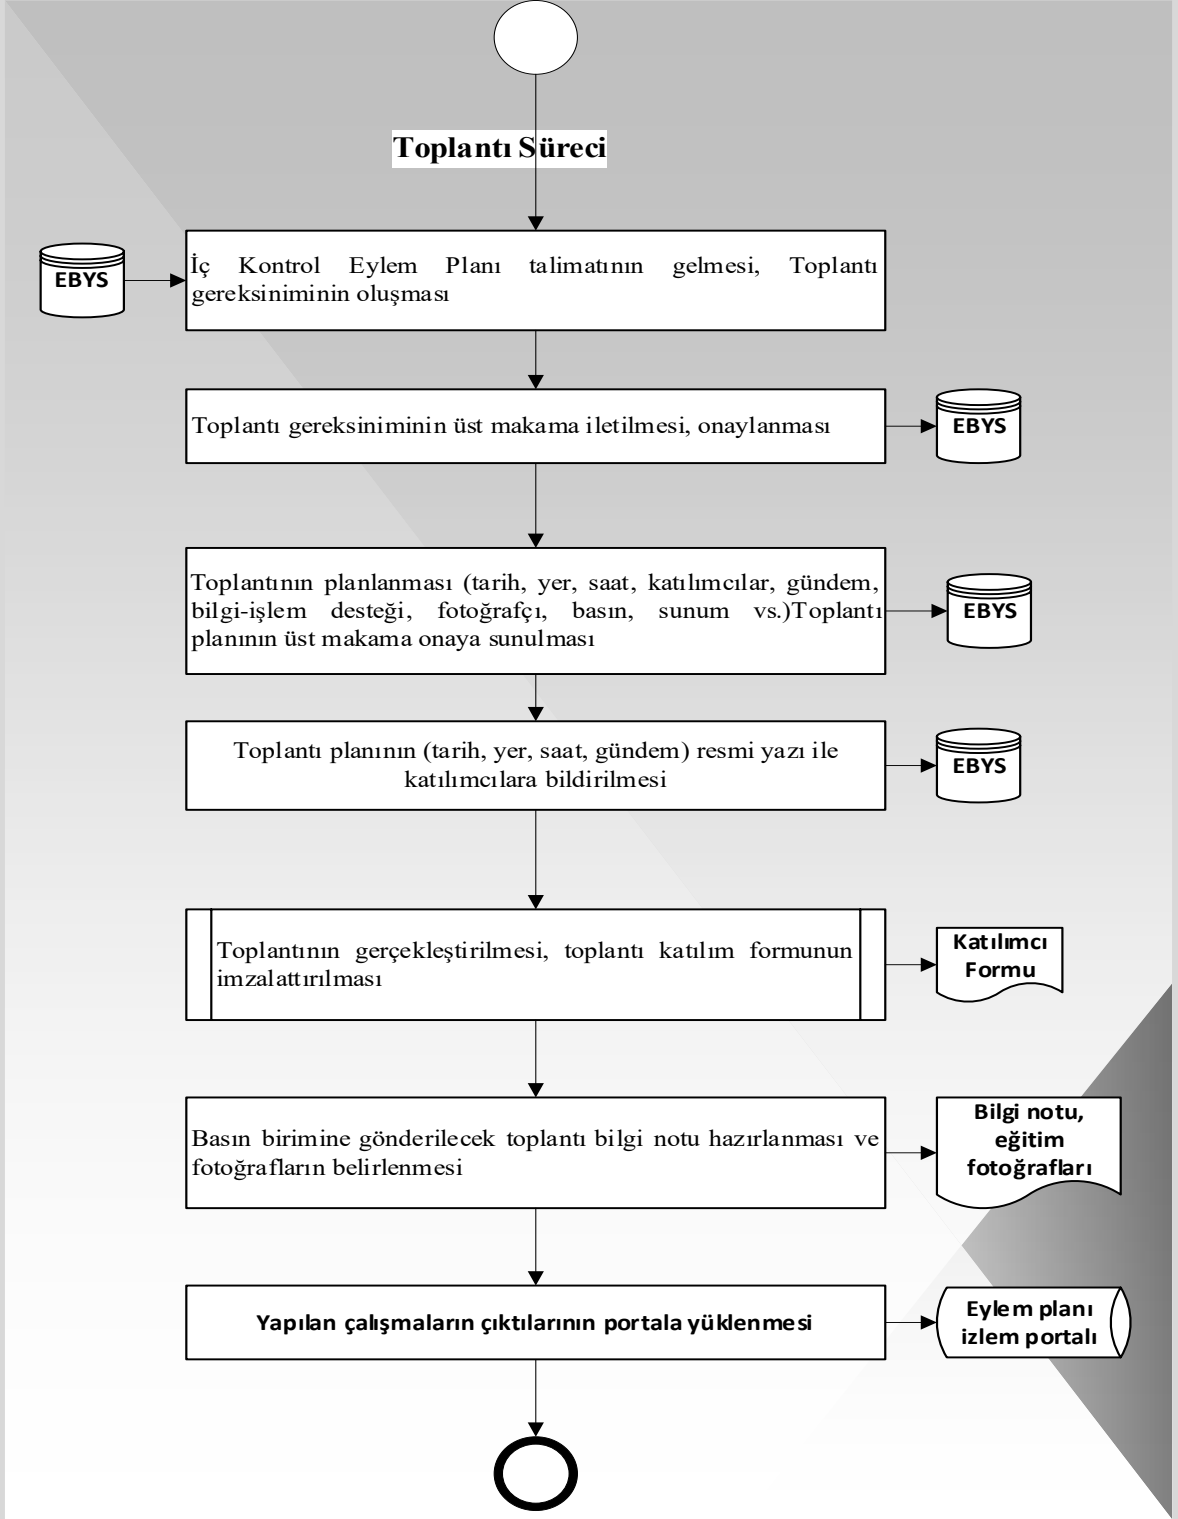 Toplantı Süreci
EBYS
İç Kontrol Eylem Planı talimatının gelmesi, Toplantı
gereksiniminin oluşması
Toplantı gereksiniminin üst makama iletilmesi, onaylanması
EBYS
Toplantının planlanması (tarih, yer, saat, katılımcılar, gündem,
bilgi-işlem desteği, fotoğrafçı, basın, sunum vs.)Toplantı
planının üst makama onaya sunulması
EBYS
Toplantı planının (tarih, yer, saat, gündem) resmi yazı ile
katılımcılara bildirilmesi
EBYS
Toplantının gerçekleştirilmesi, toplantı katılım formunun
imzalattırılması
Katılımcı
Formu
Basın birimine gönderilecek toplantı bilgi notu hazırlanması ve
fotoğrafların belirlenmesi
Bilgi notu,
eğitim
fotoğrafları
Yapılan çalışmaların çıktılarının portala yüklenmesi
Eylem planı
izlem portalı